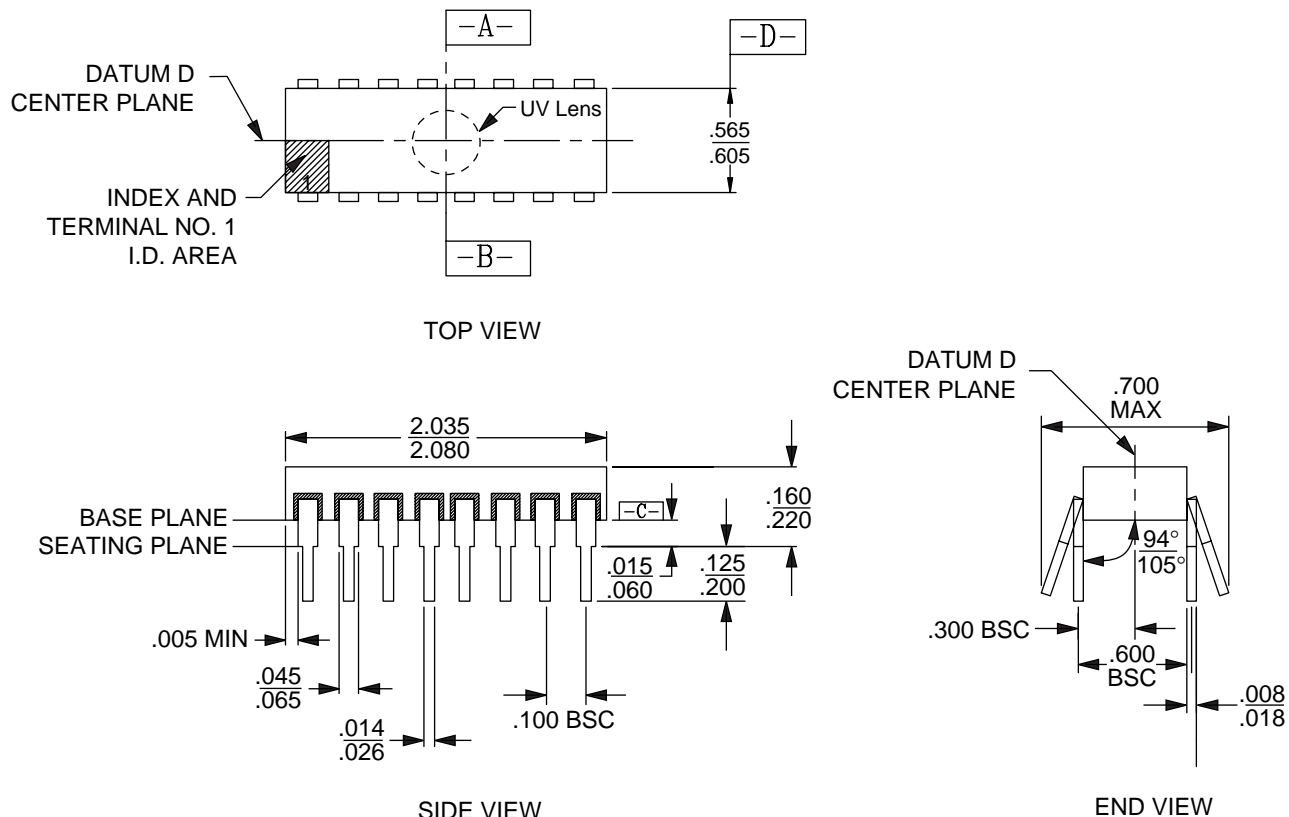 -A-
-D-
DATUM D
CENTER PLANE
UV Lens
.565
.605
1
INDEX AND
TERMINAL NO. 1
I.D. AREA
-B-
TOP VIEW
DATUM D
CENTER PLANE
.700
MAX
2.035
2.080
.160
.220
-C-
BASE PLANE
SEATING PLANE
.015
.060
.125
.200
94°
105°
.005 MIN
.300 BSC
.045
.065
.100 BSC
.600
BSC
.014
.026
.008
.018
SIDE VIEW
END VIEW